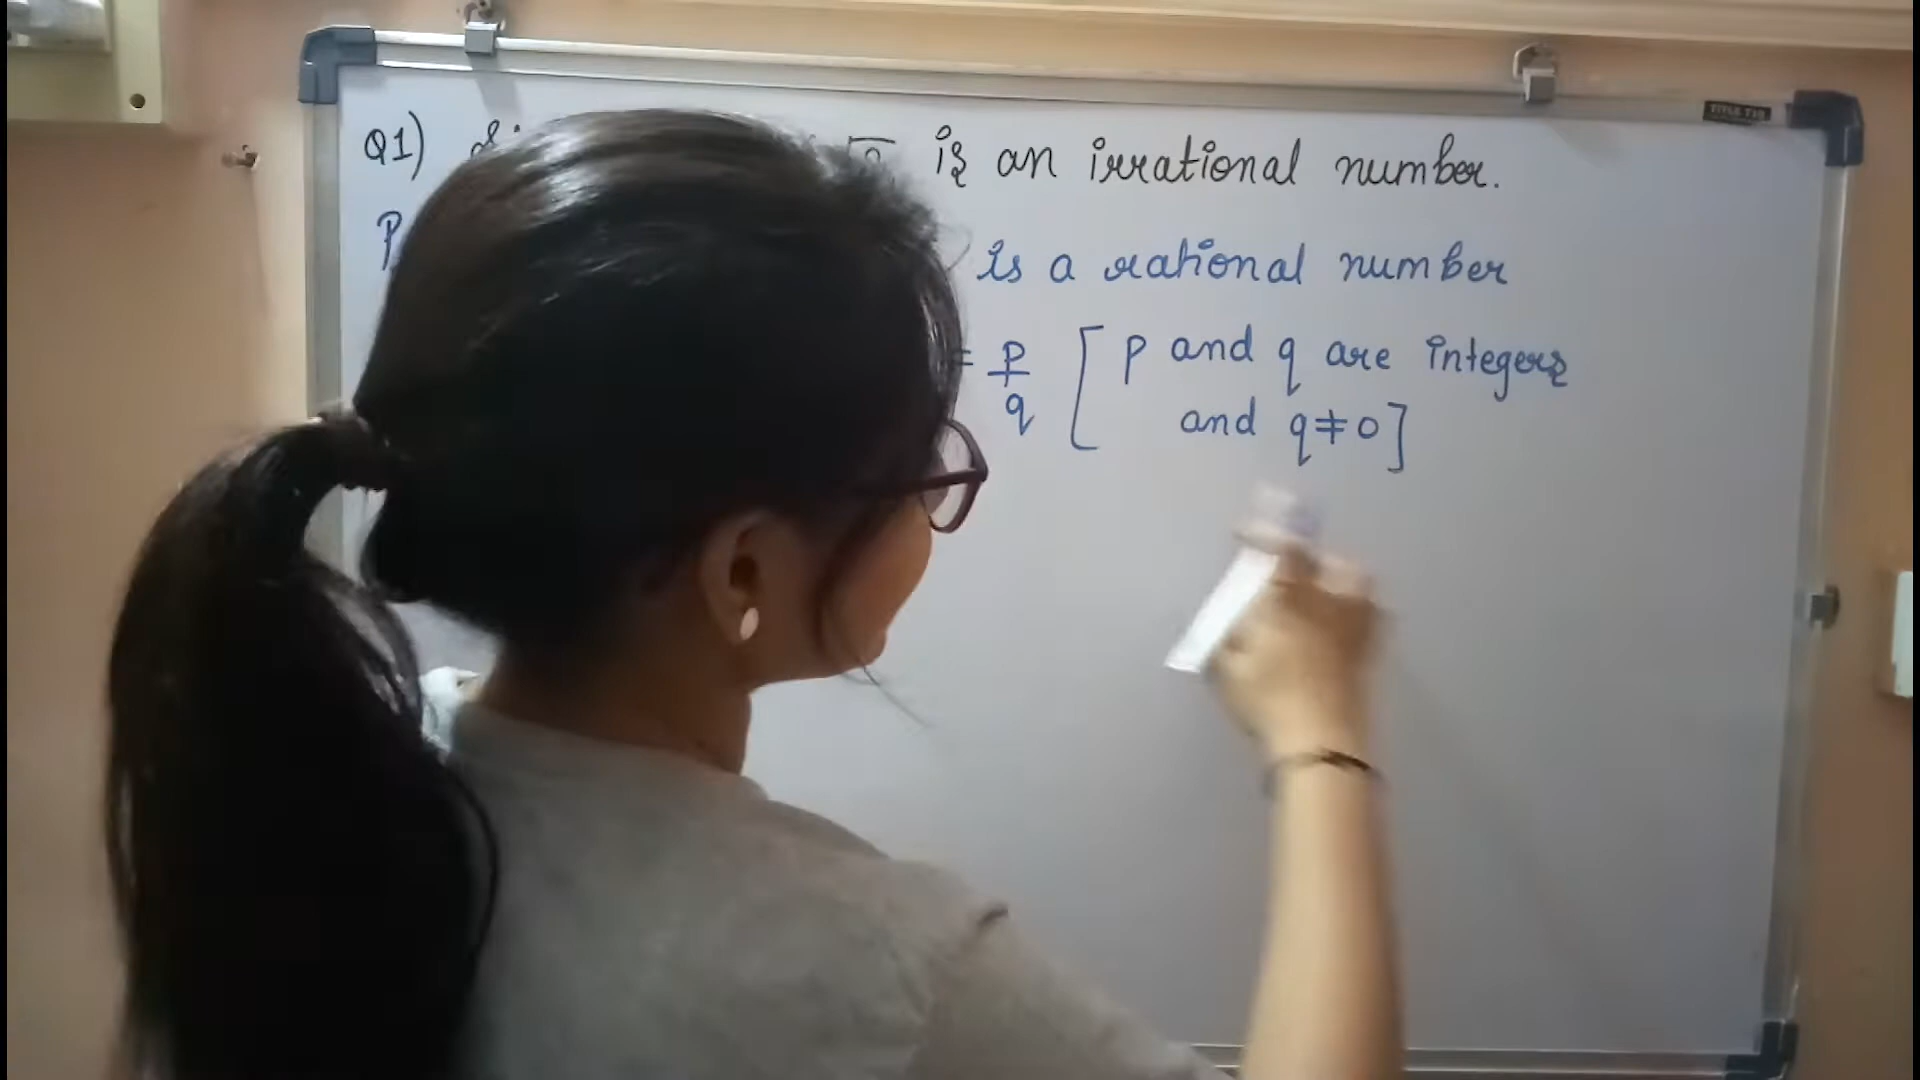 Q1) is an irrational number.
is a rational number
= p/q [ p and q are integers
and q≠0 ]